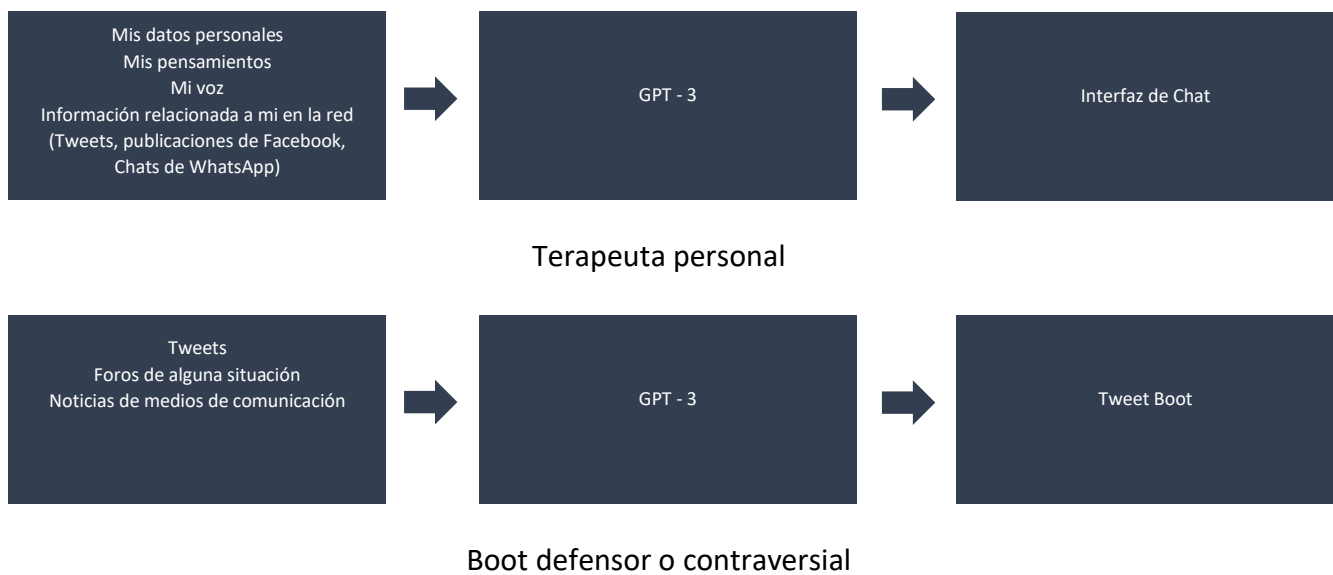 Mis datos personales
Mis pensamientos
Mi voz
Información relacionada a mi en la red
(Tweets, publicaciones de Facebook,
Chats de WhatsApp)
GPT - 3
Interfaz de Chat
Terapeuta personal
Tweets
Foros de alguna situación
Noticias de medios de comunicación
GPT - 3
Tweet Boot
Boot defensor o contraversial